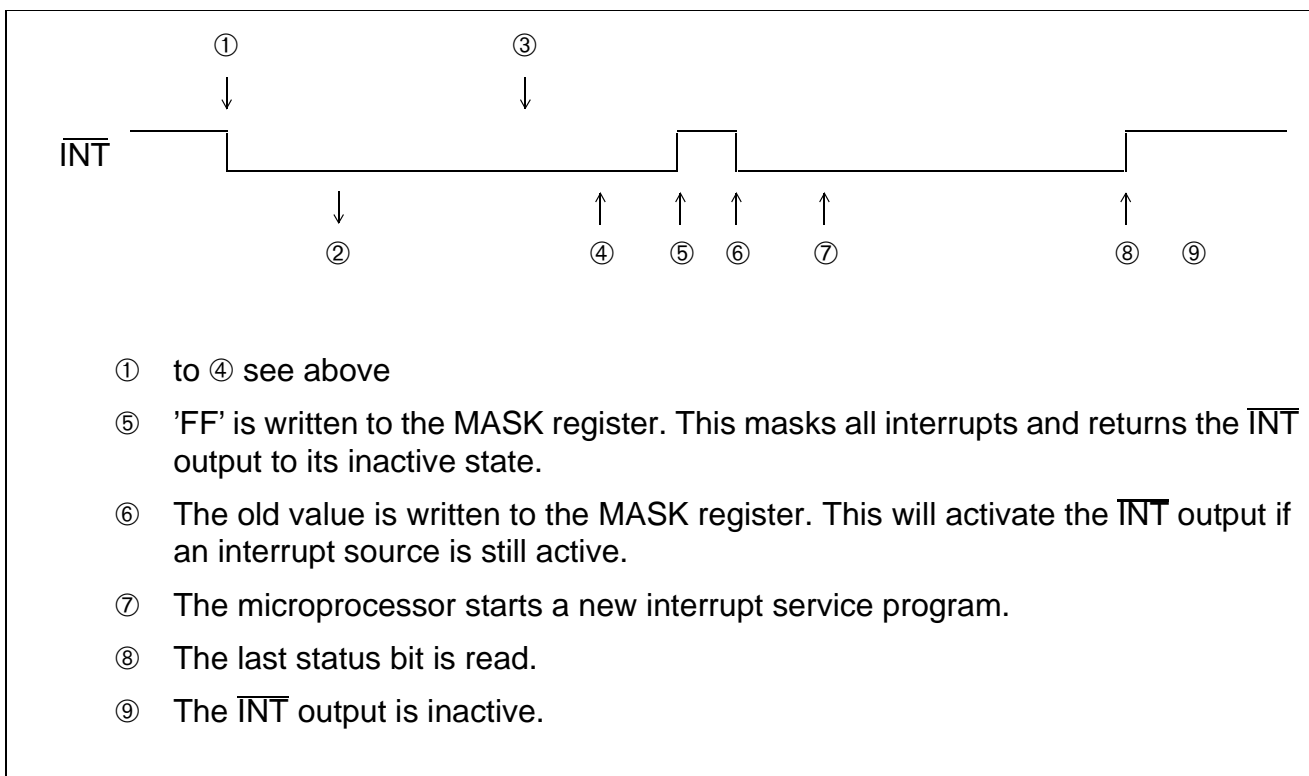 ① ③
I̅N̅T̅
② ④ ⑤ ⑥ ⑦ ⑧ ⑨
① to ④ see above
⑤ ’FF’ is written to the MASK register. This masks all interrupts and returns the I̅N̅T̅
output to its inactive state.
⑥ The old value is written to the MASK register. This will activate the I̅N̅T̅ output if
an interrupt source is still active.
⑦ The microprocessor starts a new interrupt service program.
⑧ The last status bit is read.
⑨ The I̅N̅T̅ output is inactive.